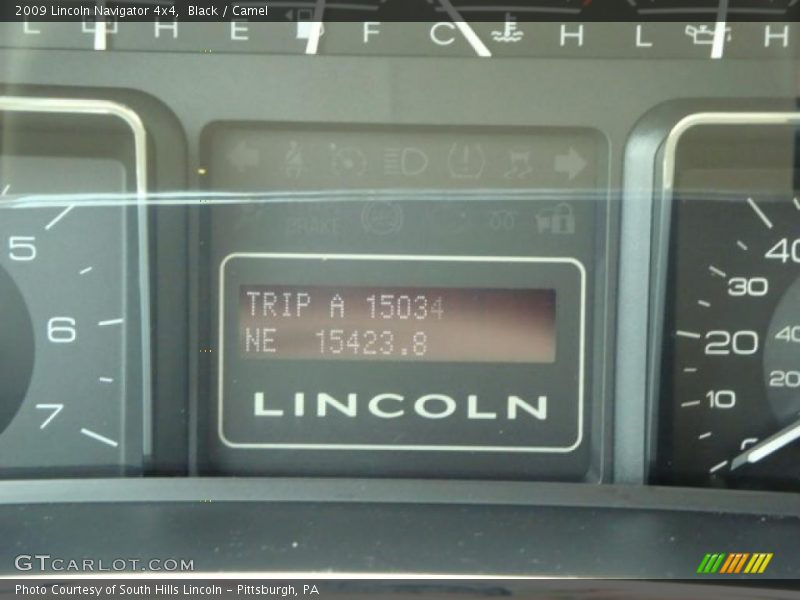 2009 Lincoln Navigator 4x4, Black / Camel
L H E F C H L H
BRAKE
5
6
7
TRIP A 15034
NE 15423.8
LINCOLN
40
30
20
10
0
40
20
GTCARLOT.COM
Photo Courtesy of South Hills Lincoln - Pittsburgh, PA